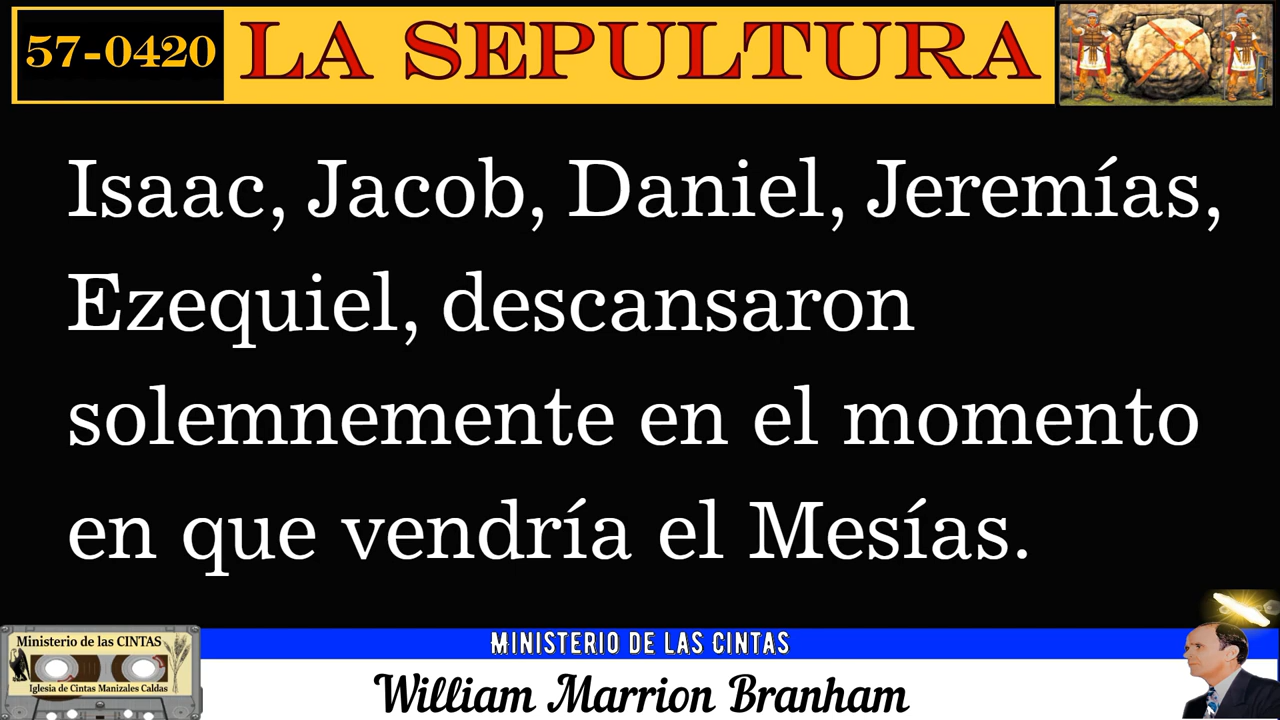 57-0420 LA SEPULTURA
Isaac, Jacob, Daniel, Jeremías,
Ezequiel, descansaron
solemnemente en el momento
en que vendría el Mesías.
MINISTERIO DE LAS CINTAS
Ministerio de las CINTAS
Iglesia de Cintas Manizales Caldas
William Marrion Branham